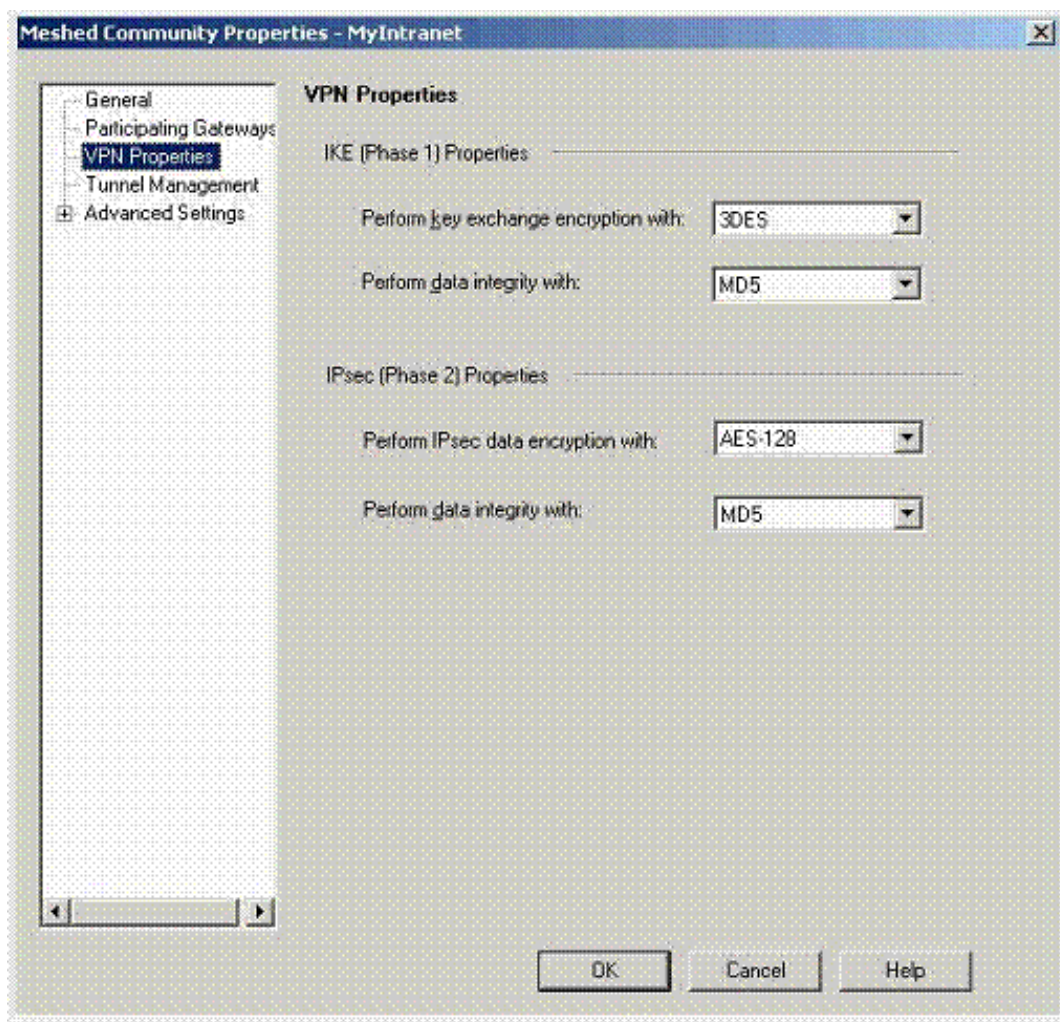 Meshed Community Properties - MyIntranet
General
Participating Gateways
VPN Properties
Tunnel Management
Advanced Settings
VPN Properties
IKE (Phase 1) Properties
Perform key exchange encryption with: 3DES
Perform data integrity with: MD5
IPsec (Phase 2) Properties
Perform IPsec data encryption with: AES-128
Perform data integrity with: MD5
OK Cancel Help